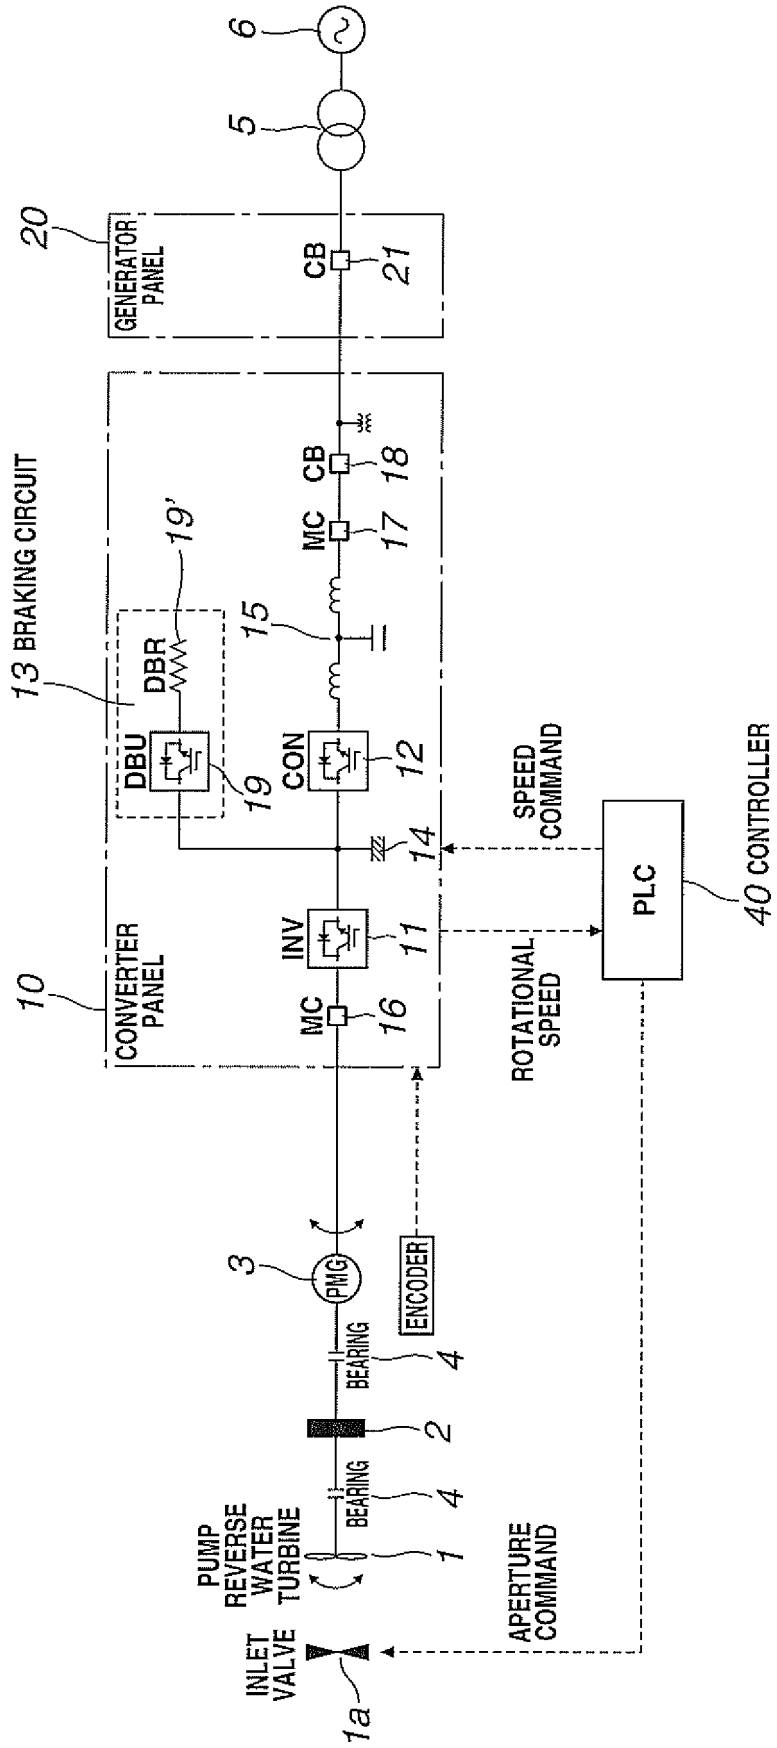 INLET
VALVE
1a
PUMP
REVERSE
WATER
TURBINE
1
BEARING
4
2
BEARING
4
PMG
3
ENCODER
10
CONVERTER
PANEL
MC
16
INV
11
14
13 BRAKING CIRCUIT
DBU
19
DBR
19'
CON
12
15
MC
17
CB
18
20
GENERATOR
PANEL
CB
21
5
6
APERTURE
COMMAND
ROTATIONAL
SPEED
SPEED
COMMAND
PLC
40 CONTROLLER